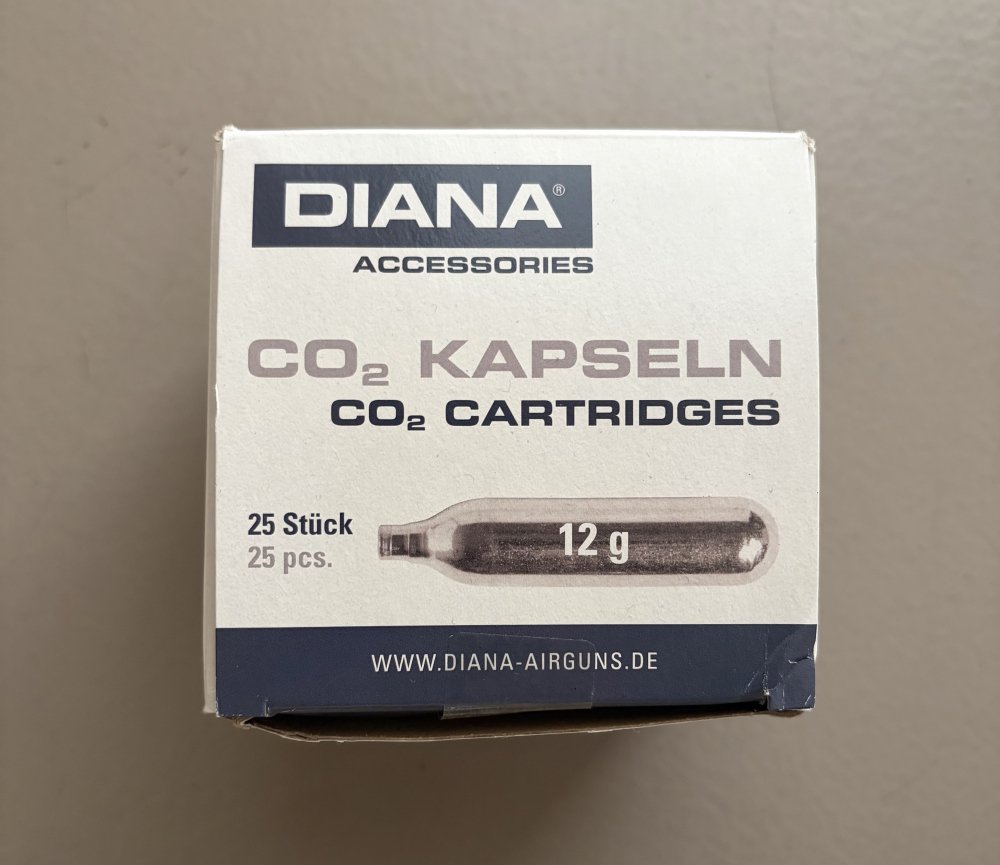 DIANA®
ACCESSORIES
CO₂ KAPSELN
CO₂ CARTRIDGES
25 Stück
25 pcs.
12 g
WWW.DIANA-AIRGUNS.DE